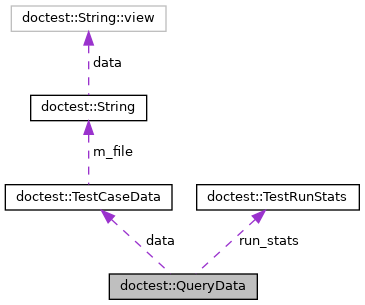 doctest::String::view
data
doctest::String
m_file
doctest::TestCaseData
doctest::TestRunStats
data
run_stats
doctest::QueryData